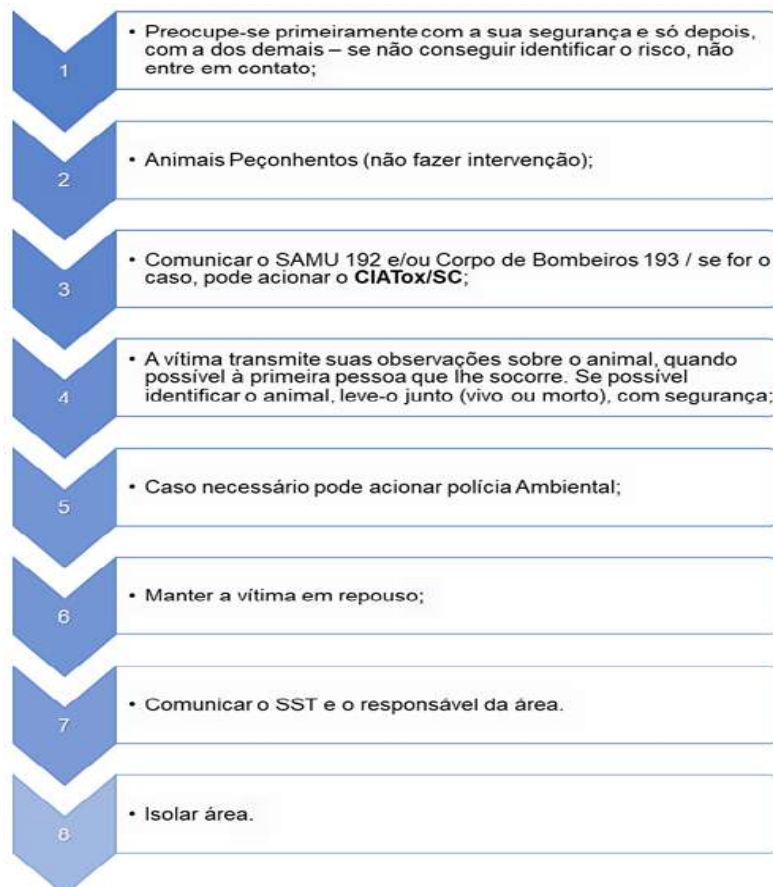 1
• Preocupe-se primeiramente com a sua segurança e só depois,
com a dos demais – se não conseguir identificar o risco, não
entre em contato;
2
• Animais Peçonhentos (não fazer intervenção);
3
• Comunicar o SAMU 192 e/ou Corpo de Bombeiros 193 / se for o
caso, pode acionar o CIATox/SC;
4
• A vítima transmite suas observações sobre o animal, quando
possível à primeira pessoa que lhe socorre. Se possível
identificar o animal, leve-o junto (vivo ou morto), com segurança;
5
• Caso necessário pode acionar polícia Ambiental;
6
• Manter a vítima em repouso;
7
• Comunicar o SST e o responsável da área.
8
• Isolar área.